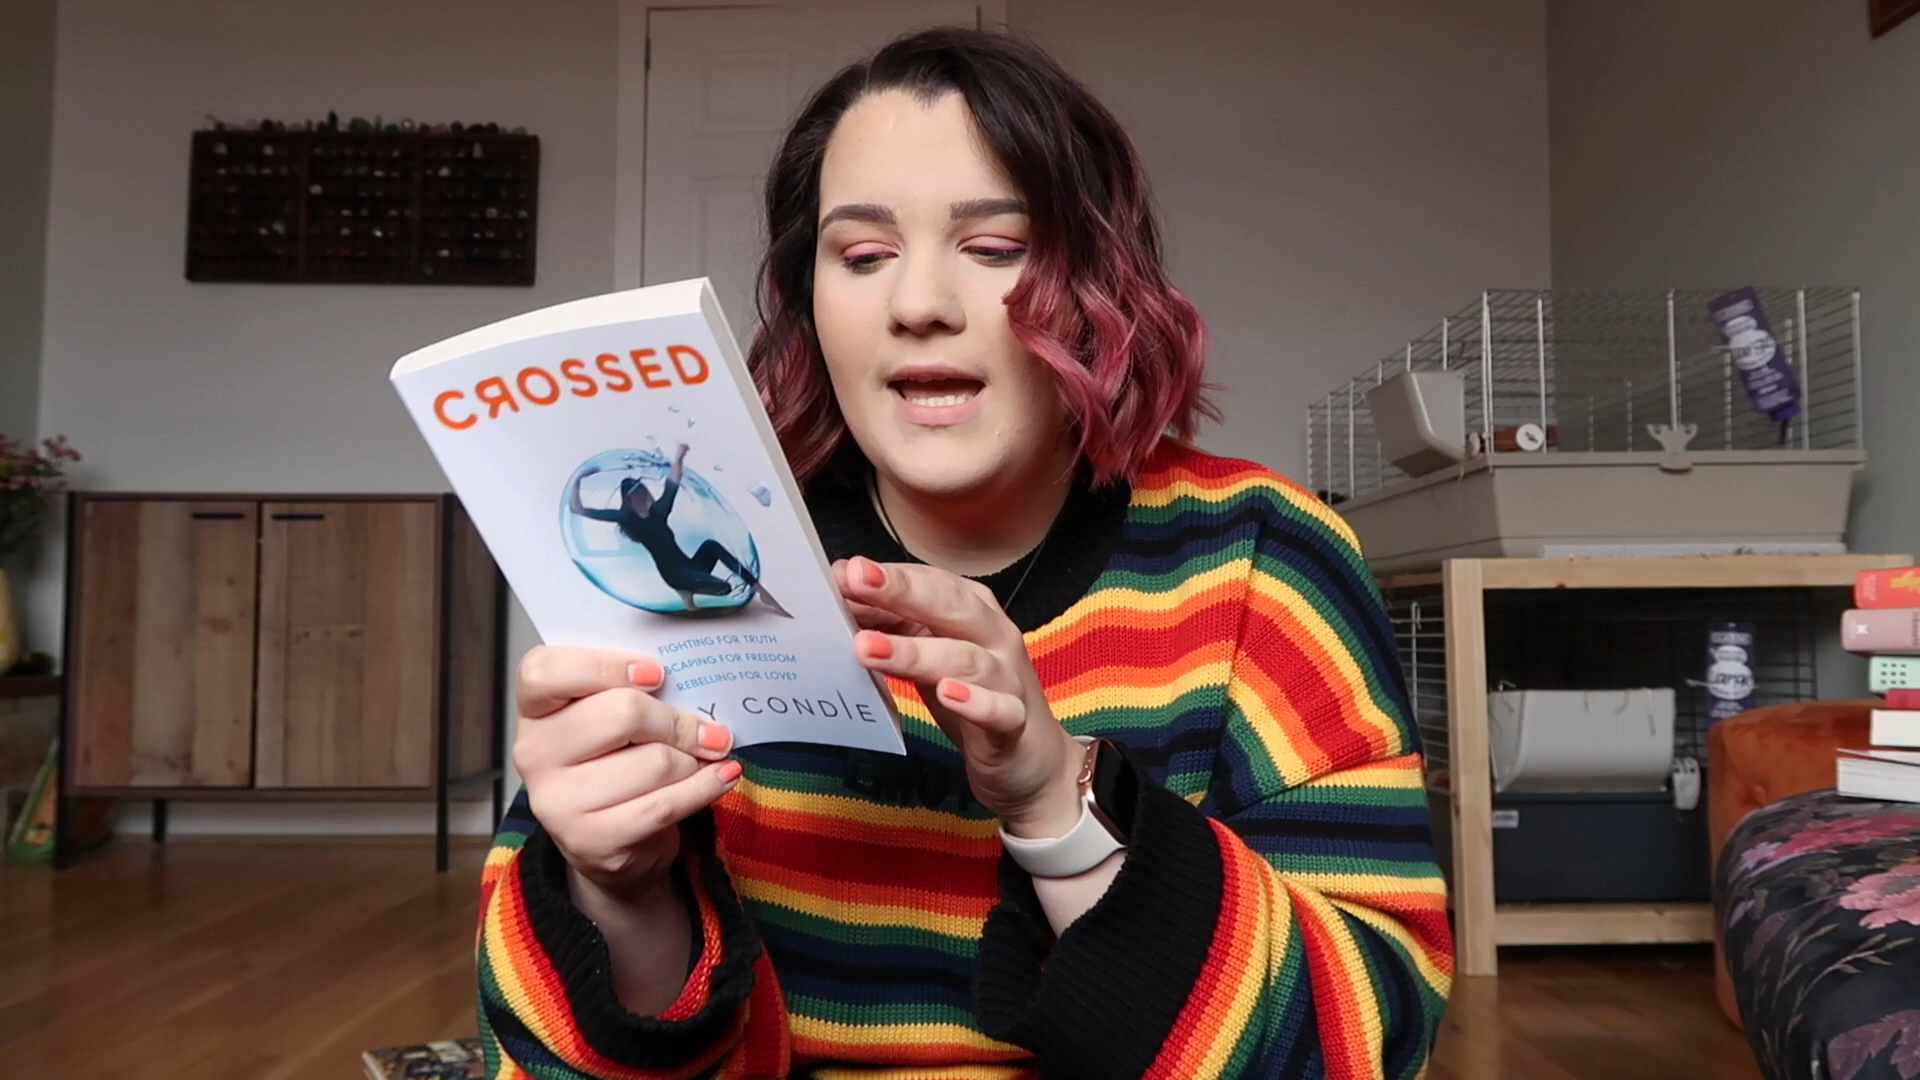 CROSSED
FIGHTING FOR TRUTH
SCAPING FOR FREEDOM
REBELLING FOR LOVE?
Y CONDIE